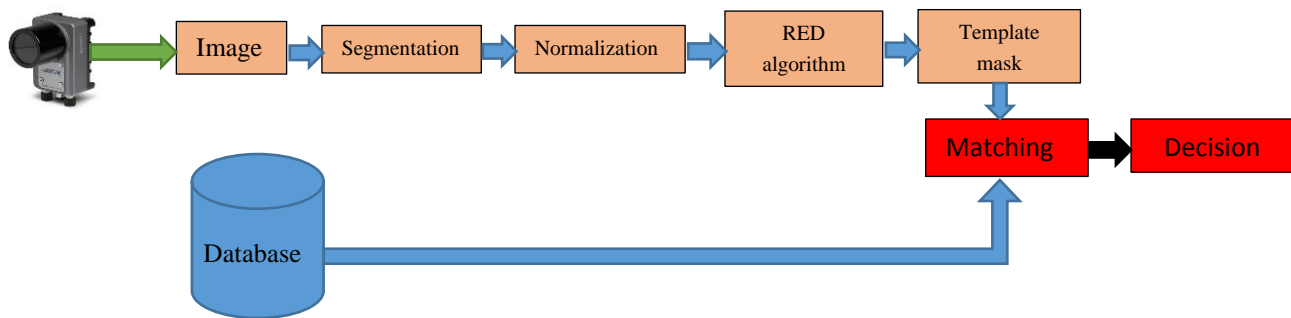 Image
Segmentation
Normalization
RED
algorithm
Template
mask
Matching
Decision
Database